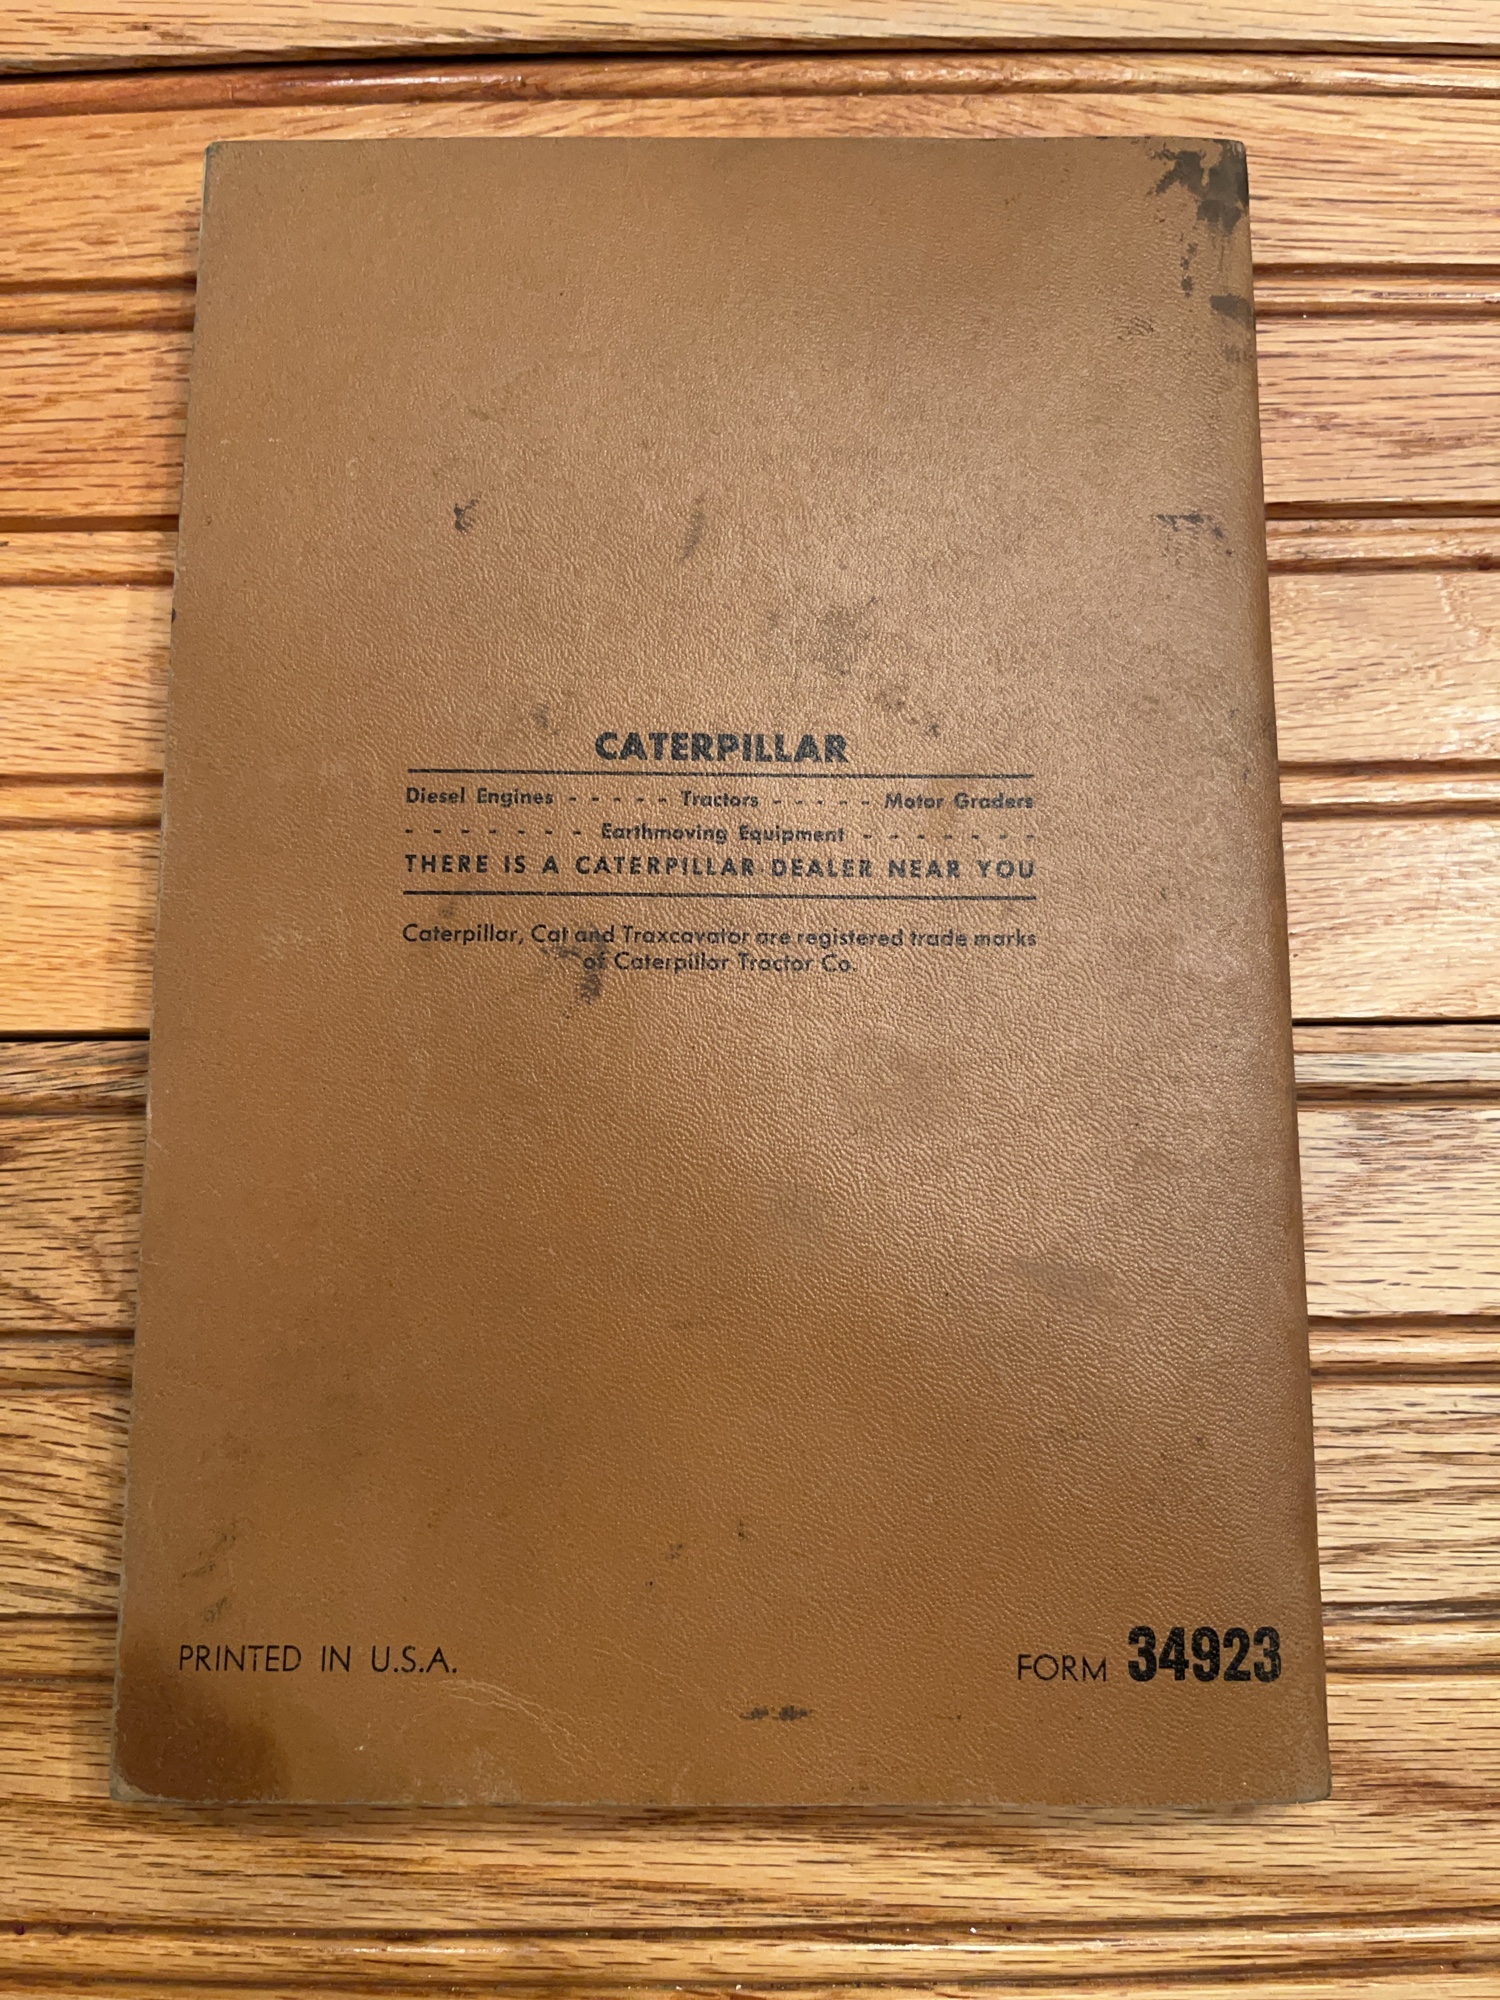 CATERPILLAR
Diesel Engines - - - - - Tractors - - - - - Motor Graders
- - - - - - - Earthmoving Equipment - - - - - - -
THERE IS A CATERPILLAR DEALER NEAR YOU
Caterpillar, Cat and Traxcavator are registered trade marks
of Caterpillar Tractor Co.
PRINTED IN U.S.A.
FORM 34923